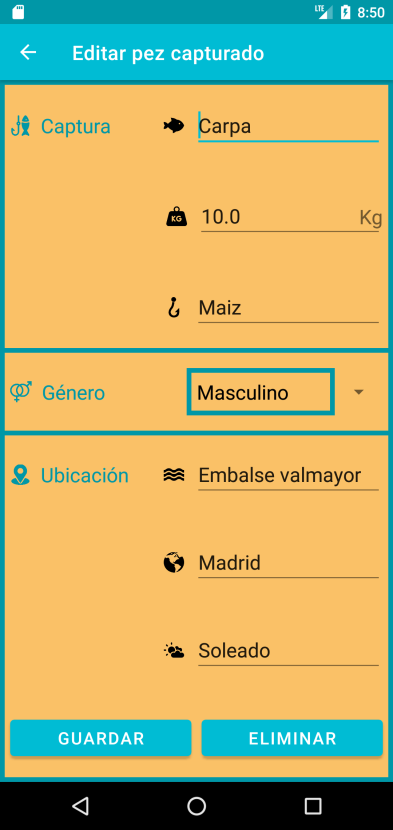 LTE 8:50
Editar pez capturado
Captura
Carpa
KG
10.0 Kg
Maiz
Género
Masculino
Ubicación
Embalse valmayor
Madrid
Soleado
GUARDAR
ELIMINAR